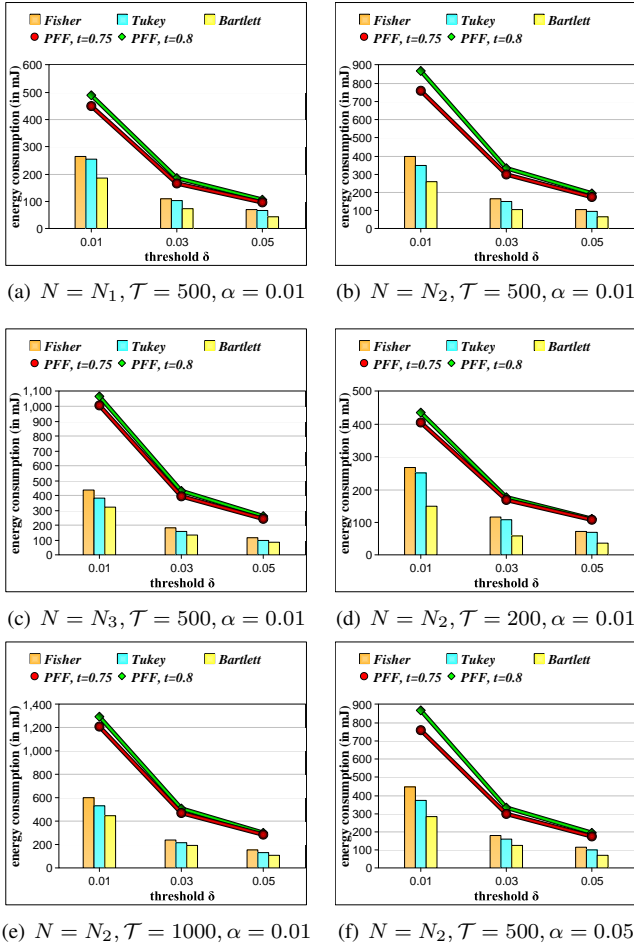 Fisher Tukey Bartlett
PFF, t=0.75 PFF, t=0.8
energy consumption (in mJ)
600
500
400
300
200
100
0
0.01 0.03 0.05
threshold δ
(a) N = N₁, 𝒯 = 500, α = 0.01
Fisher Tukey Bartlett
PFF, t=0.75 PFF, t=0.8
energy consumption (in mJ)
900
800
700
600
500
400
300
200
100
0
0.01 0.03 0.05
threshold δ
(b) N = N₂, 𝒯 = 500, α = 0.01
Fisher Tukey Bartlett
PFF, t=0.75 PFF, t=0.8
energy consumption (in mJ)
1,100
1,000
900
800
700
600
500
400
300
200
100
0
0.01 0.03 0.05
threshold δ
(c) N = N₃, 𝒯 = 500, α = 0.01
Fisher Tukey Bartlett
PFF, t=0.75 PFF, t=0.8
energy consumption (in mJ)
500
400
300
200
100
0
0.01 0.03 0.05
threshold δ
(d) N = N₂, 𝒯 = 200, α = 0.01
Fisher Tukey Bartlett
PFF, t=0.75 PFF, t=0.8
energy consumption (in mJ)
1,400
1,200
1,000
800
600
400
200
0
0.01 0.03 0.05
threshold δ
(e) N = N₂, 𝒯 = 1000, α = 0.01
Fisher Tukey Bartlett
PFF, t=0.75 PFF, t=0.8
energy consumption (in mJ)
900
800
700
600
500
400
300
200
100
0
0.01 0.03 0.05
threshold δ
(f) N = N₂, 𝒯 = 500, α = 0.05